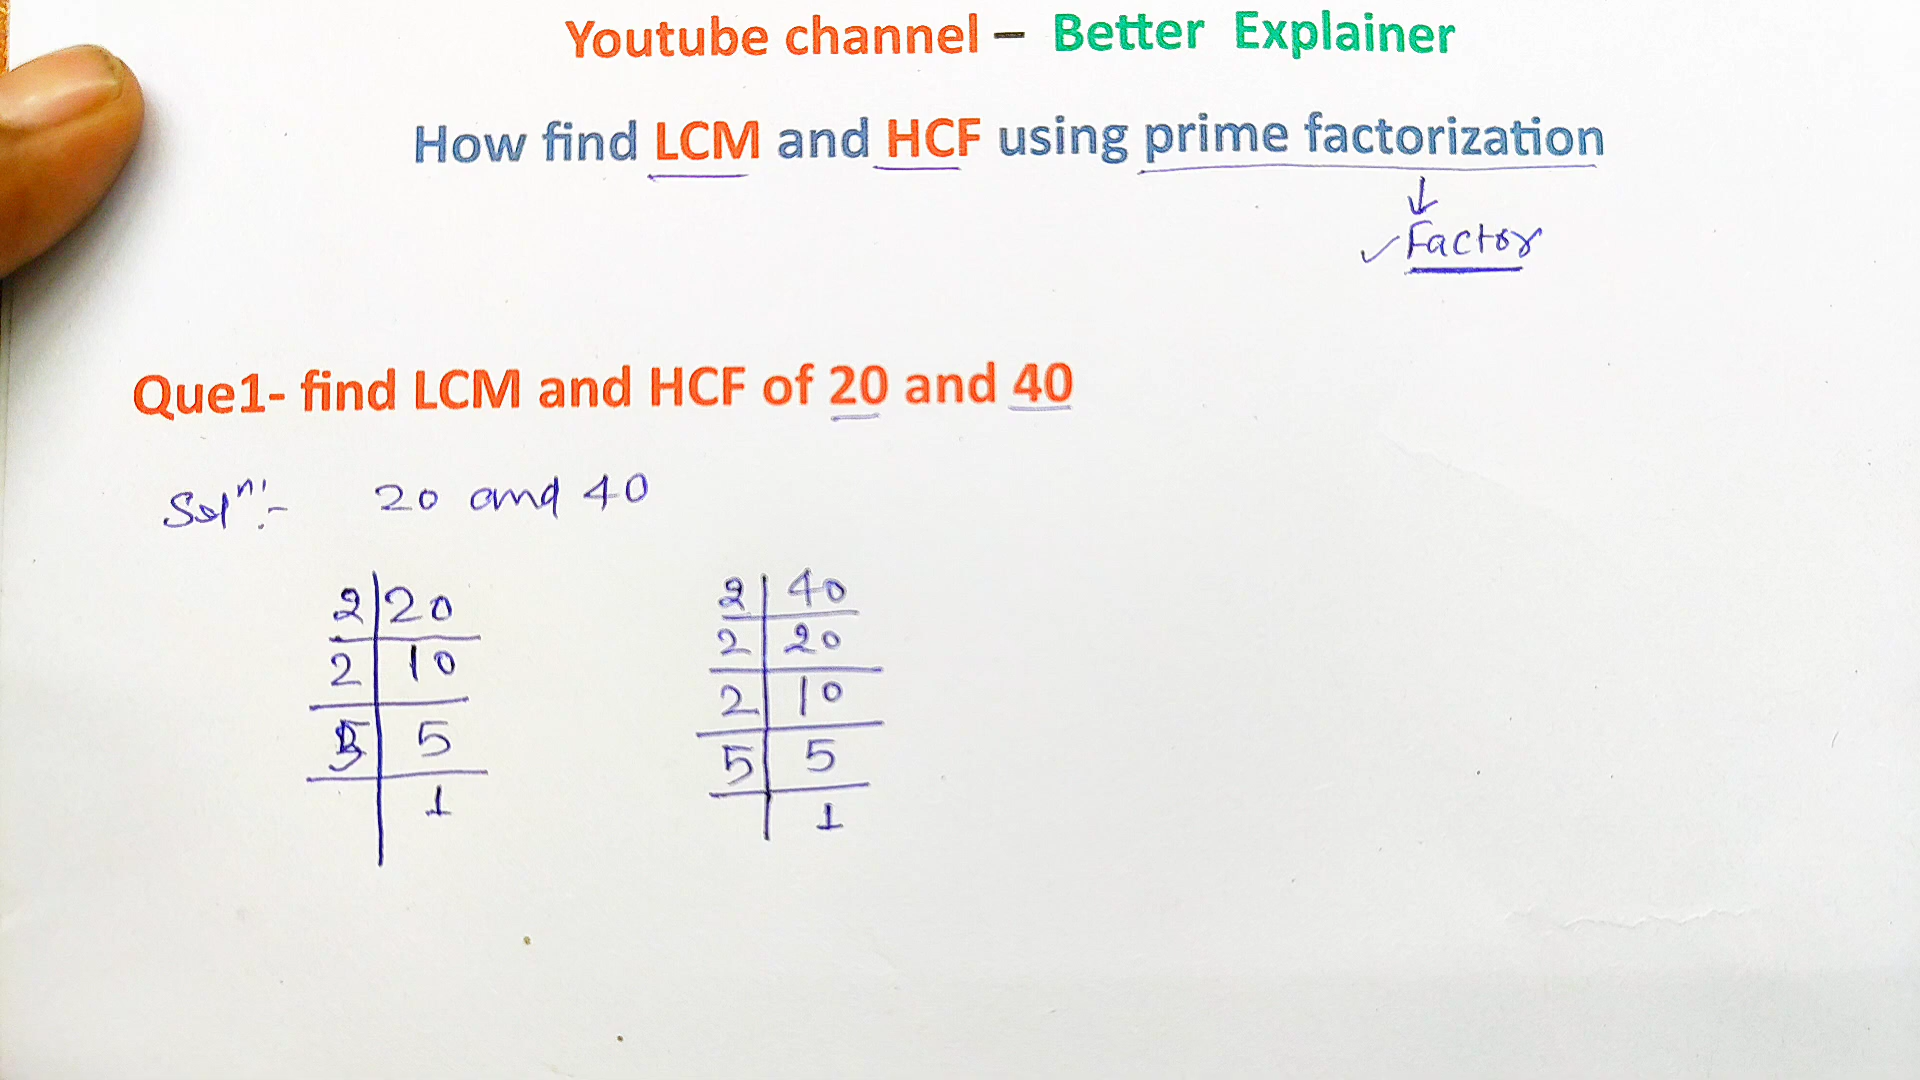 Youtube channel – Better Explainer
How find LCM and HCF using prime factorization
↓
✓ Factor
Que1- find LCM and HCF of 20 and 40
Solⁿ:- 20 and 40
2 | 20
2 | 10
5 | 5
1
2 | 40
2 | 20
2 | 10
5 | 5
1